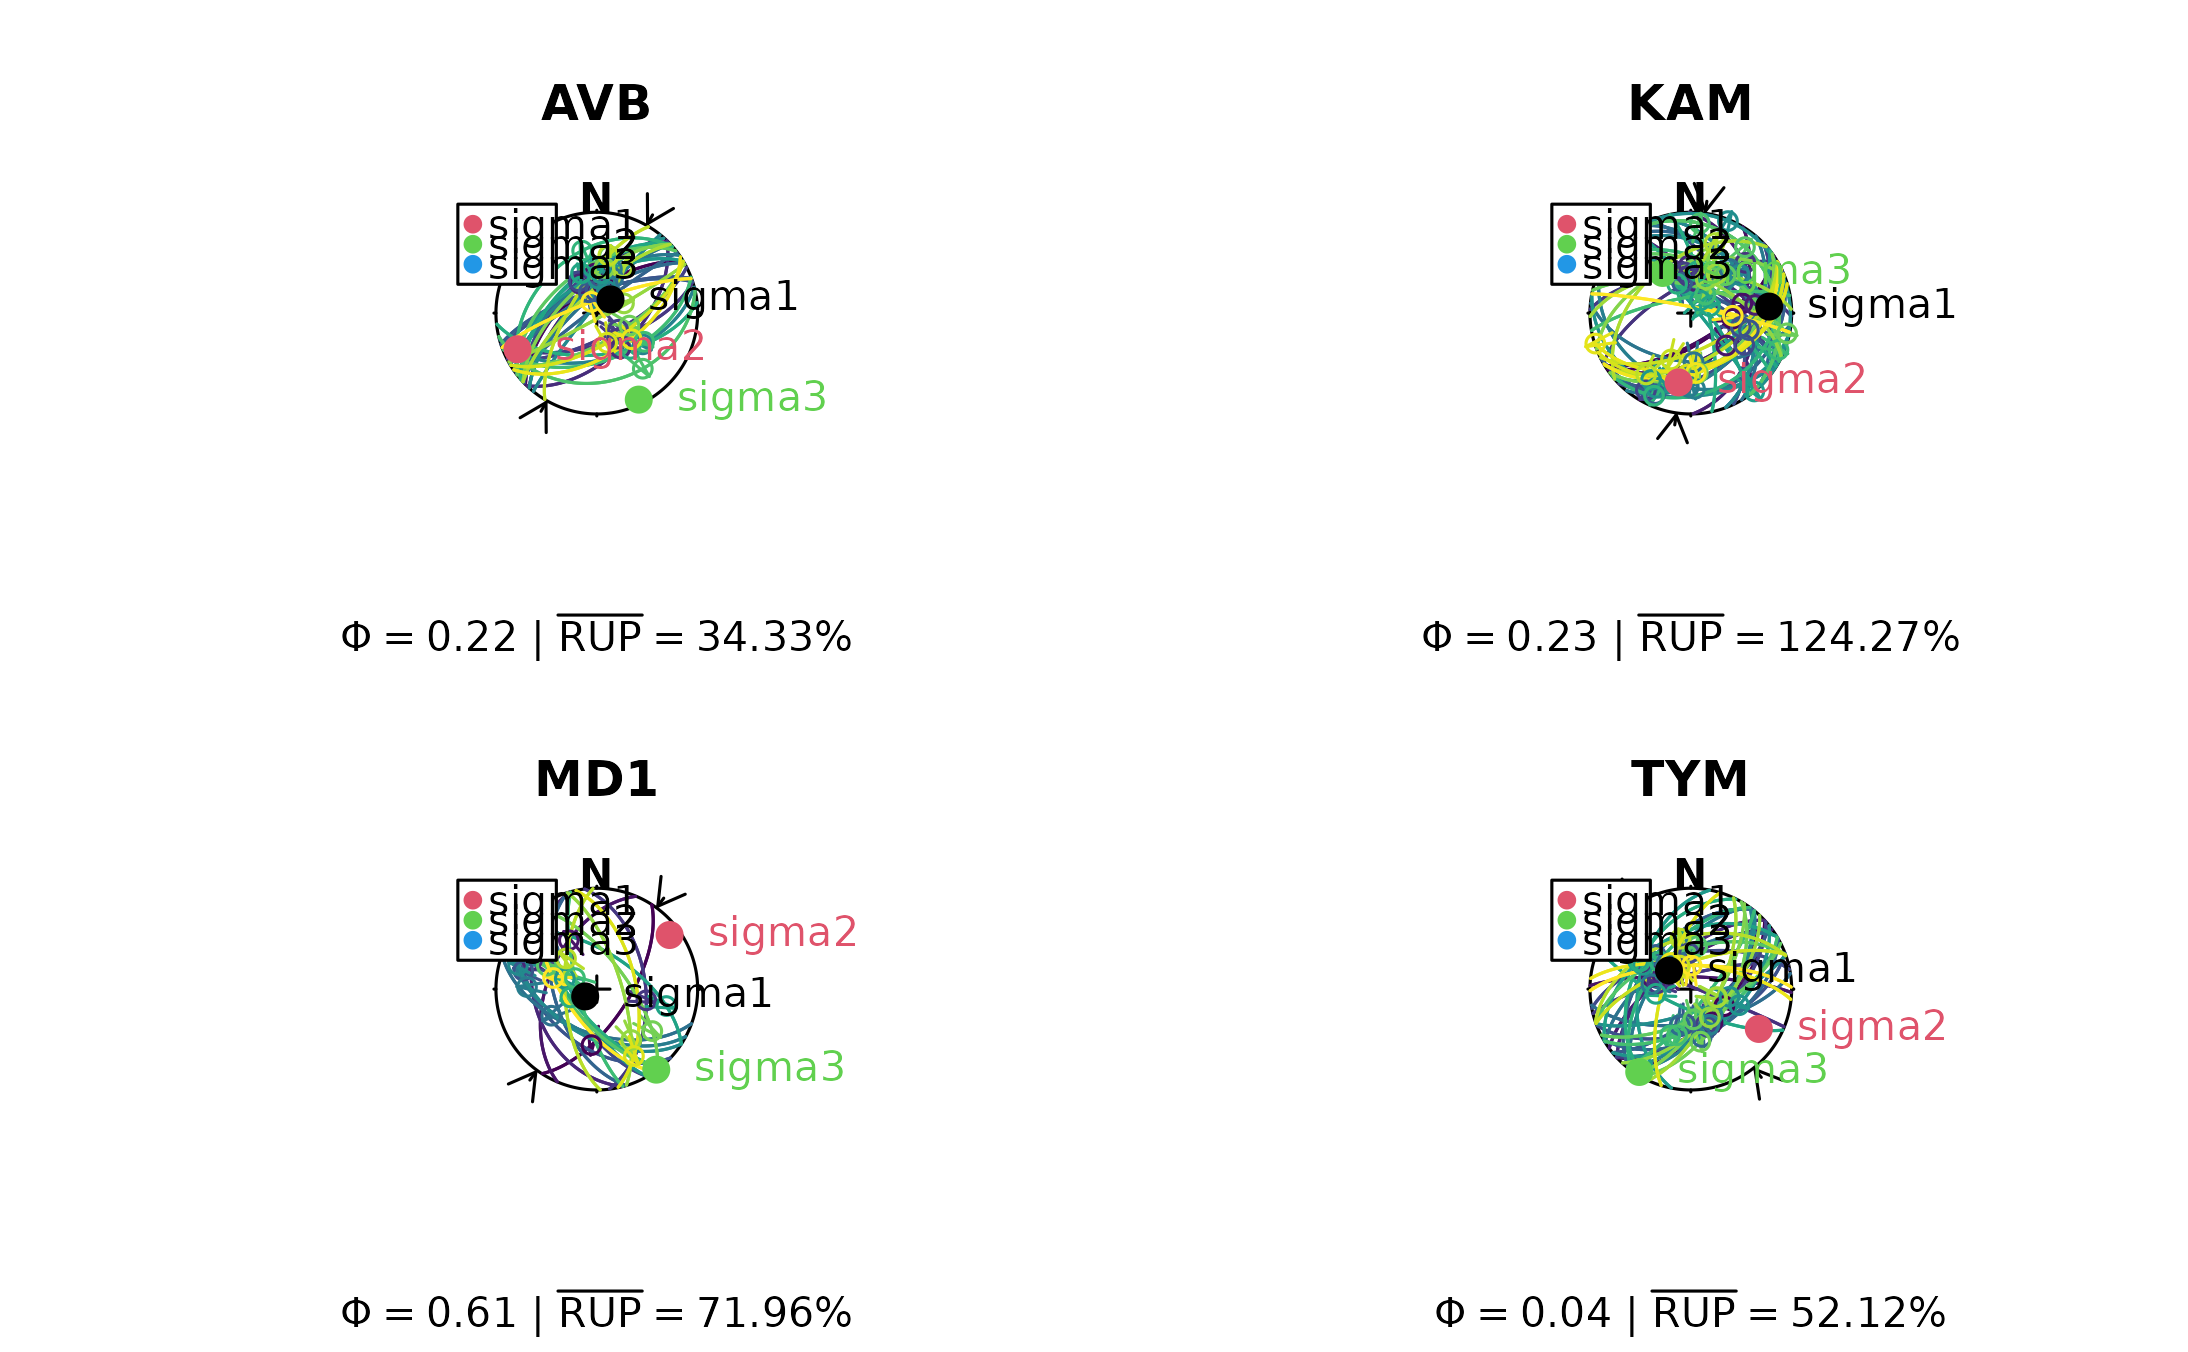 AVB
N
sigma1
sigma2
sigma3
sigma1
sigma2
sigma3
Φ = 0.22 | RUP = 34.33%
KAM
N
sigma1
sigma2
sigma3
sigma3
sigma1
sigma2
Φ = 0.23 | RUP = 124.27%
MD1
N
sigma1
sigma2
sigma3
sigma2
sigma1
sigma3
Φ = 0.61 | RUP = 71.96%
TYM
N
sigma1
sigma2
sigma3
sigma1
sigma2
sigma3
Φ = 0.04 | RUP = 52.12%